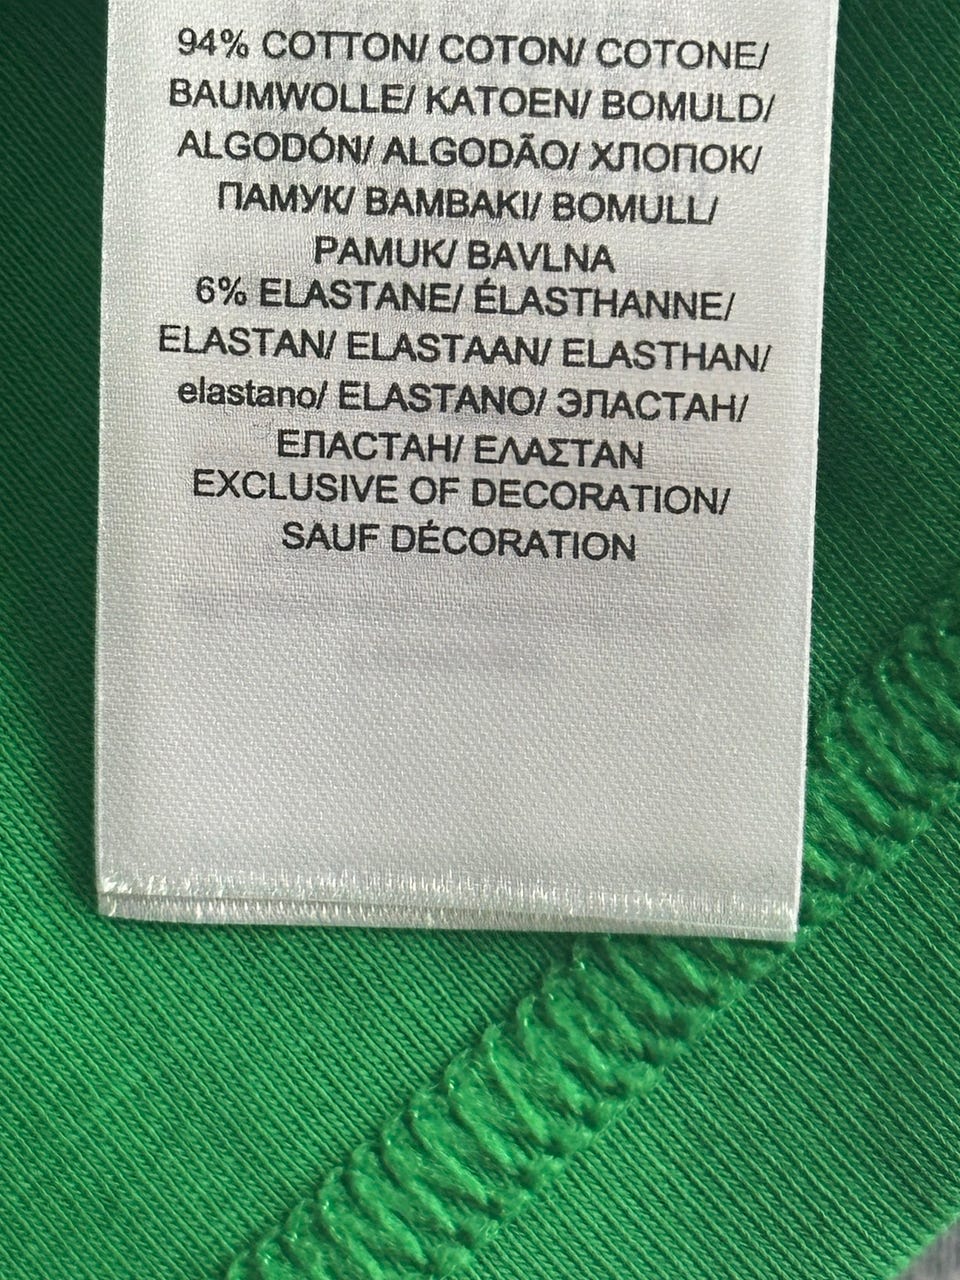 94% COTTON/ COTON/ COTONE/
BAUMWOLLE/ KATOEN/ BOMULD/
ALGODÓN/ ALGODÃO/ ХЛОПОК/
ПАМУК/ BAMBAKI/ BOMULL/
PAMUK/ BAVLNA
6% ELASTANE/ ÉLASTHANNE/
ELASTAN/ ELASTAAN/ ELASTHAN/
elastano/ ELASTANO/ ЭЛАСТАН/
ЕЛАСТАН/ ΕΛΑΣΤΑΝ
EXCLUSIVE OF DECORATION/
SAUF DÉCORATION